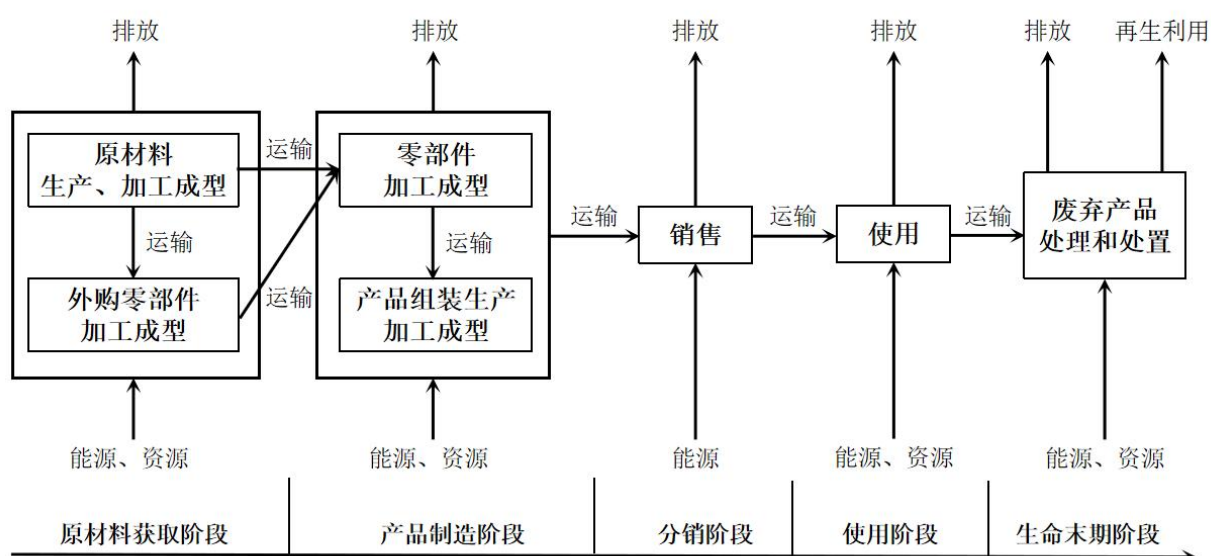 排放
排放
排放
排放
排放
再生利用
原材料
生产、加工成型
运输
外购零部件
加工成型
运输
运输
零部件
加工成型
运输
产品组装生产
加工成型
运输
销售
运输
使用
运输
废弃产品
处理和处置
能源、资源
能源、资源
能源
能源、资源
能源、资源
原材料获取阶段
产品制造阶段
分销阶段
使用阶段
生命末期阶段